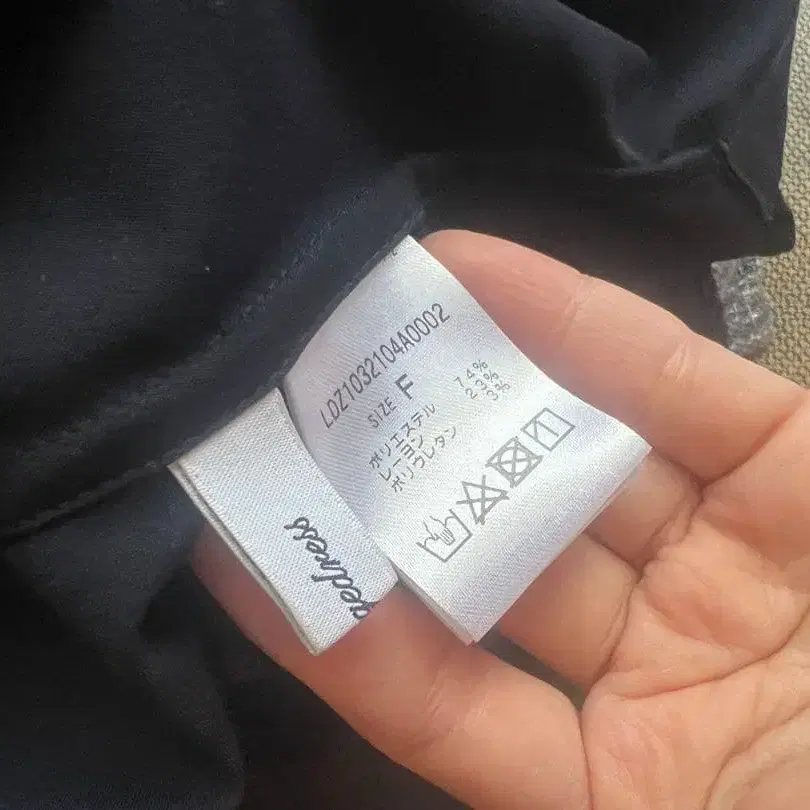 LDZ1032104A0002
SIZE F
ポリエステル 74%
レーヨン 23%
ポリウレタン 3%